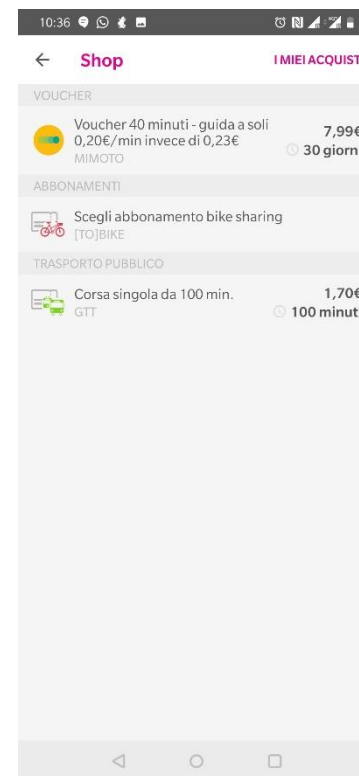 10:36
Shop
I MIEI ACQUIST
VOUCHER
Voucher 40 minuti - guida a soli
0,20€/min invece di 0,23€
7,99€
MIMOTO
30 giorn
ABBONAMENTI
Scegli abbonamento bike sharing
[TO]BIKE
TRASPORTO PUBBLICO
Corsa singola da 100 min.
1,70€
GTT
100 minut